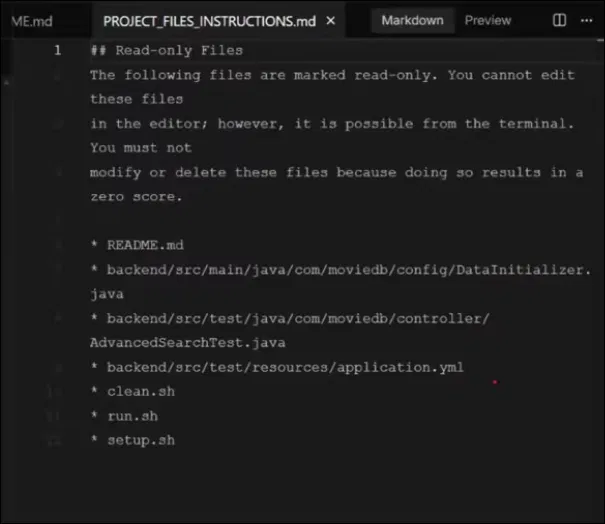 ME.md
PROJECT_FILES_INSTRUCTIONS.md
Markdown
Preview
1 ## Read-only Files
The following files are marked read-only. You cannot edit
these files
in the editor; however, it is possible from the terminal.
You must not
modify or delete these files because doing so results in a
zero score.
* README.md
* backend/src/main/java/com/moviedb/config/DataInitializer.
java
* backend/src/test/java/com/moviedb/controller/
AdvancedSearchTest.java
* backend/src/test/resources/application.yml
* clean.sh
* run.sh
* setup.sh